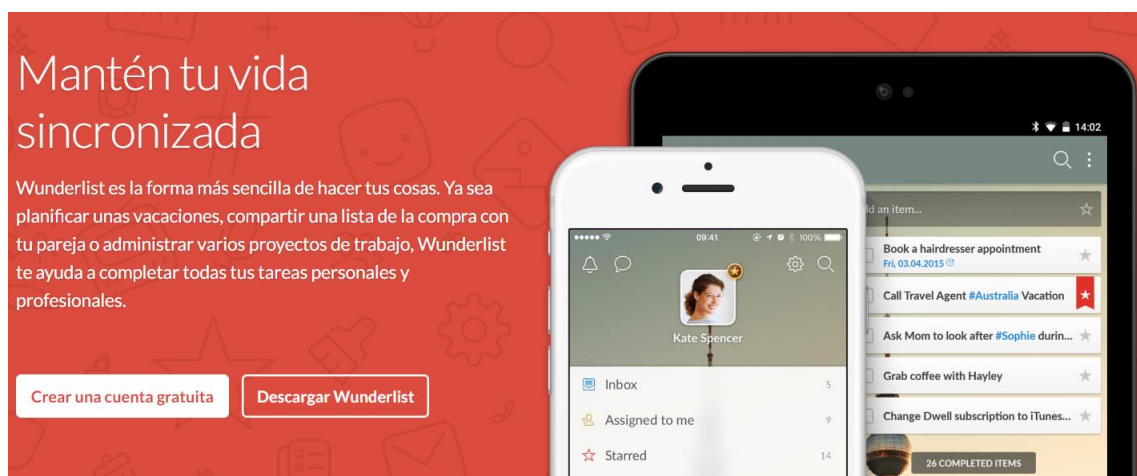 Mantén tu vida
sincronizada
Wunderlist es la forma más sencilla de hacer tus cosas. Ya sea
planificar unas vacaciones, compartir una lista de la compra con
tu pareja o administrar varios proyectos de trabajo, Wunderlist
te ayuda a completar todas tus tareas personales y
profesionales.
Crear una cuenta gratuita
Descargar Wunderlist
09:41
100%
Kate Spencer
Inbox 5
Assigned to me 9
Starred 14
14:02
an item...
Book a hairdresser appointment
Fri, 03.04.2015
Call Travel Agent #Australia Vacation
Ask Mom to look after #Sophie durin...
Grab coffee with Hayley
Change Dwell subscription to iTunes...
26 COMPLETED ITEMS